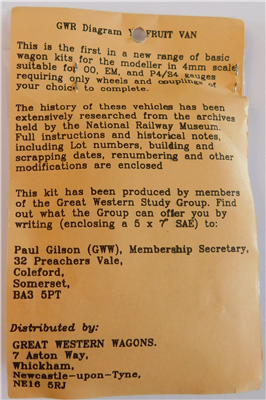 GWR Diagram Y FRUIT VAN
This is the first in a new range of basic
wagon kits for the modeller in 4mm scale
suitable for OO, EM, and P4/S4 gauges
requiring only wheels and couplings of
your choice to complete.
The history of these vehicles has been
extensively researched from the archives
held by the National Railway Museum.
Full instructions and historical notes,
including Lot numbers, building and
scrapping dates, renumbering and other
modifications are enclosed
This kit has been produced by members
of the Great Western Study Group. Find
out what the Group can offer you by
writing (enclosing a 5 x 7" SAE) to:
Paul Gilson (GWW), Membership Secretary,
32 Preachers Vale,
Coleford,
Somerset,
BA3 5PT
Distributed by:
GREAT WESTERN WAGONS.
7 Aston Way,
Whickham,
Newcastle-upon-Tyne,
NE16 5RJ